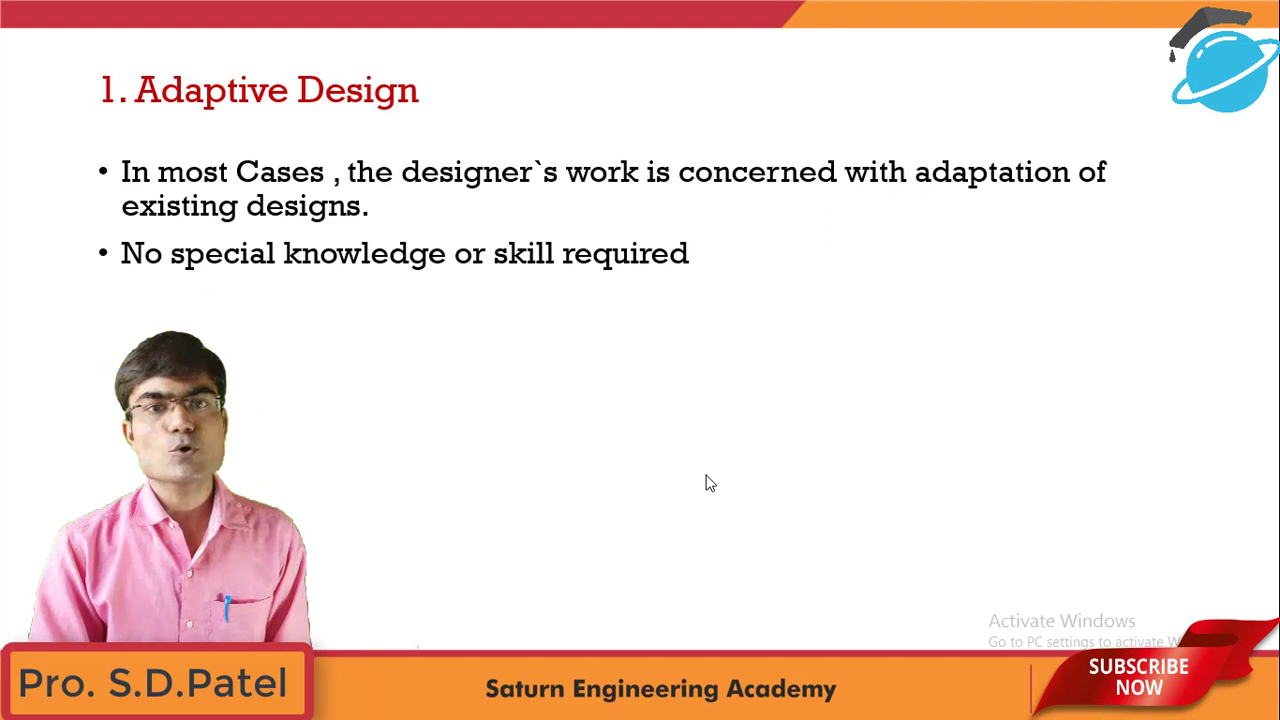 1. Adaptive Design
• In most Cases , the designer`s work is concerned with adaptation of
existing designs.
• No special knowledge or skill required
Activate Windows
Go to PC settings to activate W
Pro. S.D.Patel
Saturn Engineering Academy
SUBSCRIBE
NOW